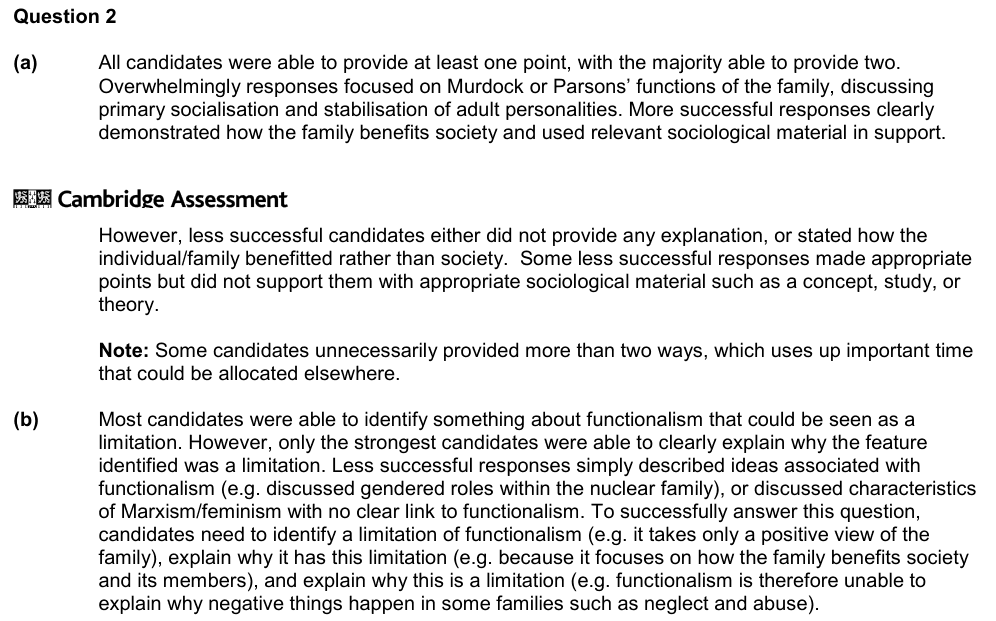 Question 2
(a) All candidates were able to provide at least one point, with the majority able to provide two.
Overwhelmingly responses focused on Murdock or Parsons' functions of the family, discussing
primary socialisation and stabilisation of adult personalities. More successful responses clearly
demonstrated how the family benefits society and used relevant sociological material in support.
Cambridge Assessment
However, less successful candidates either did not provide any explanation, or stated how the
individual/family benefitted rather than society.  Some less successful responses made appropriate
points but did not support them with appropriate sociological material such as a concept, study, or
theory.
Note: Some candidates unnecessarily provided more than two ways, which uses up important time
that could be allocated elsewhere.
(b) Most candidates were able to identify something about functionalism that could be seen as a
limitation. However, only the strongest candidates were able to clearly explain why the feature
identified was a limitation. Less successful responses simply described ideas associated with
functionalism (e.g. discussed gendered roles within the nuclear family), or discussed characteristics
of Marxism/feminism with no clear link to functionalism. To successfully answer this question,
candidates need to identify a limitation of functionalism (e.g. it takes only a positive view of the
family), explain why it has this limitation (e.g. because it focuses on how the family benefits society
and its members), and explain why this is a limitation (e.g. functionalism is therefore unable to
explain why negative things happen in some families such as neglect and abuse).